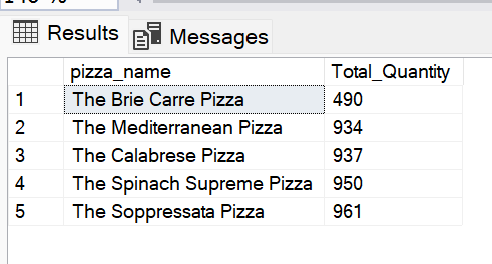 Results Messages
pizza_name Total_Quantity
1 The Brie Carre Pizza 490
2 The Mediterranean Pizza 934
3 The Calabrese Pizza 937
4 The Spinach Supreme Pizza 950
5 The Soppressata Pizza 961